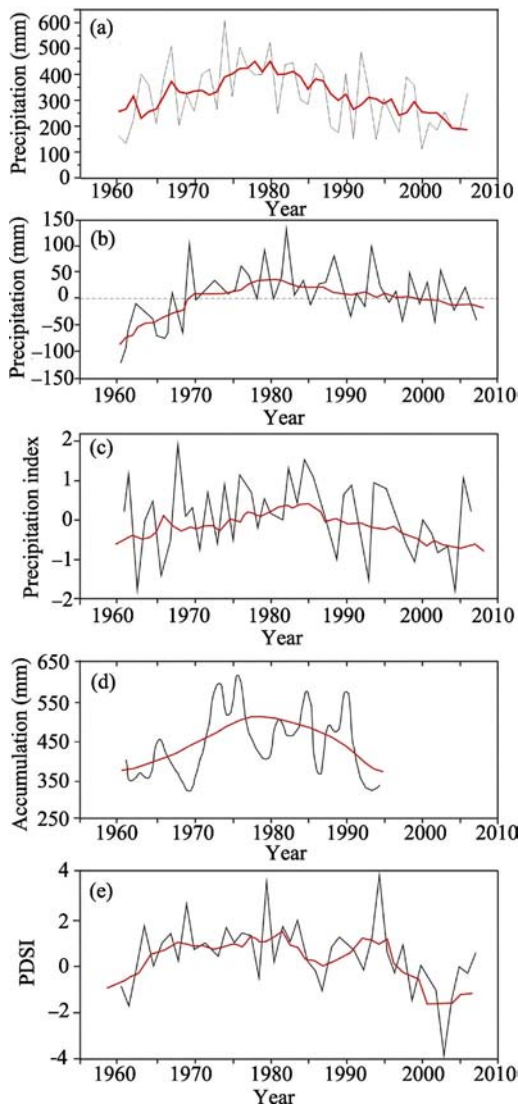 (a)
Precipitation (mm)
600
500
400
300
200
100
0
1960 1970 1980 1990 2000 2010
Year
(b)
Precipitation (mm)
150
100
50
0
−50
−100
−150
1960 1970 1980 1990 2000 2010
Year
(c)
Precipitation index
2
1
0
−1
−2
1960 1970 1980 1990 2000 2010
Year
(d)
Accumulation (mm)
650
550
450
350
250
1960 1970 1980 1990 2000 2010
Year
(e)
PDSI
4
2
0
−2
−4
1960 1970 1980 1990 2000 2010
Year